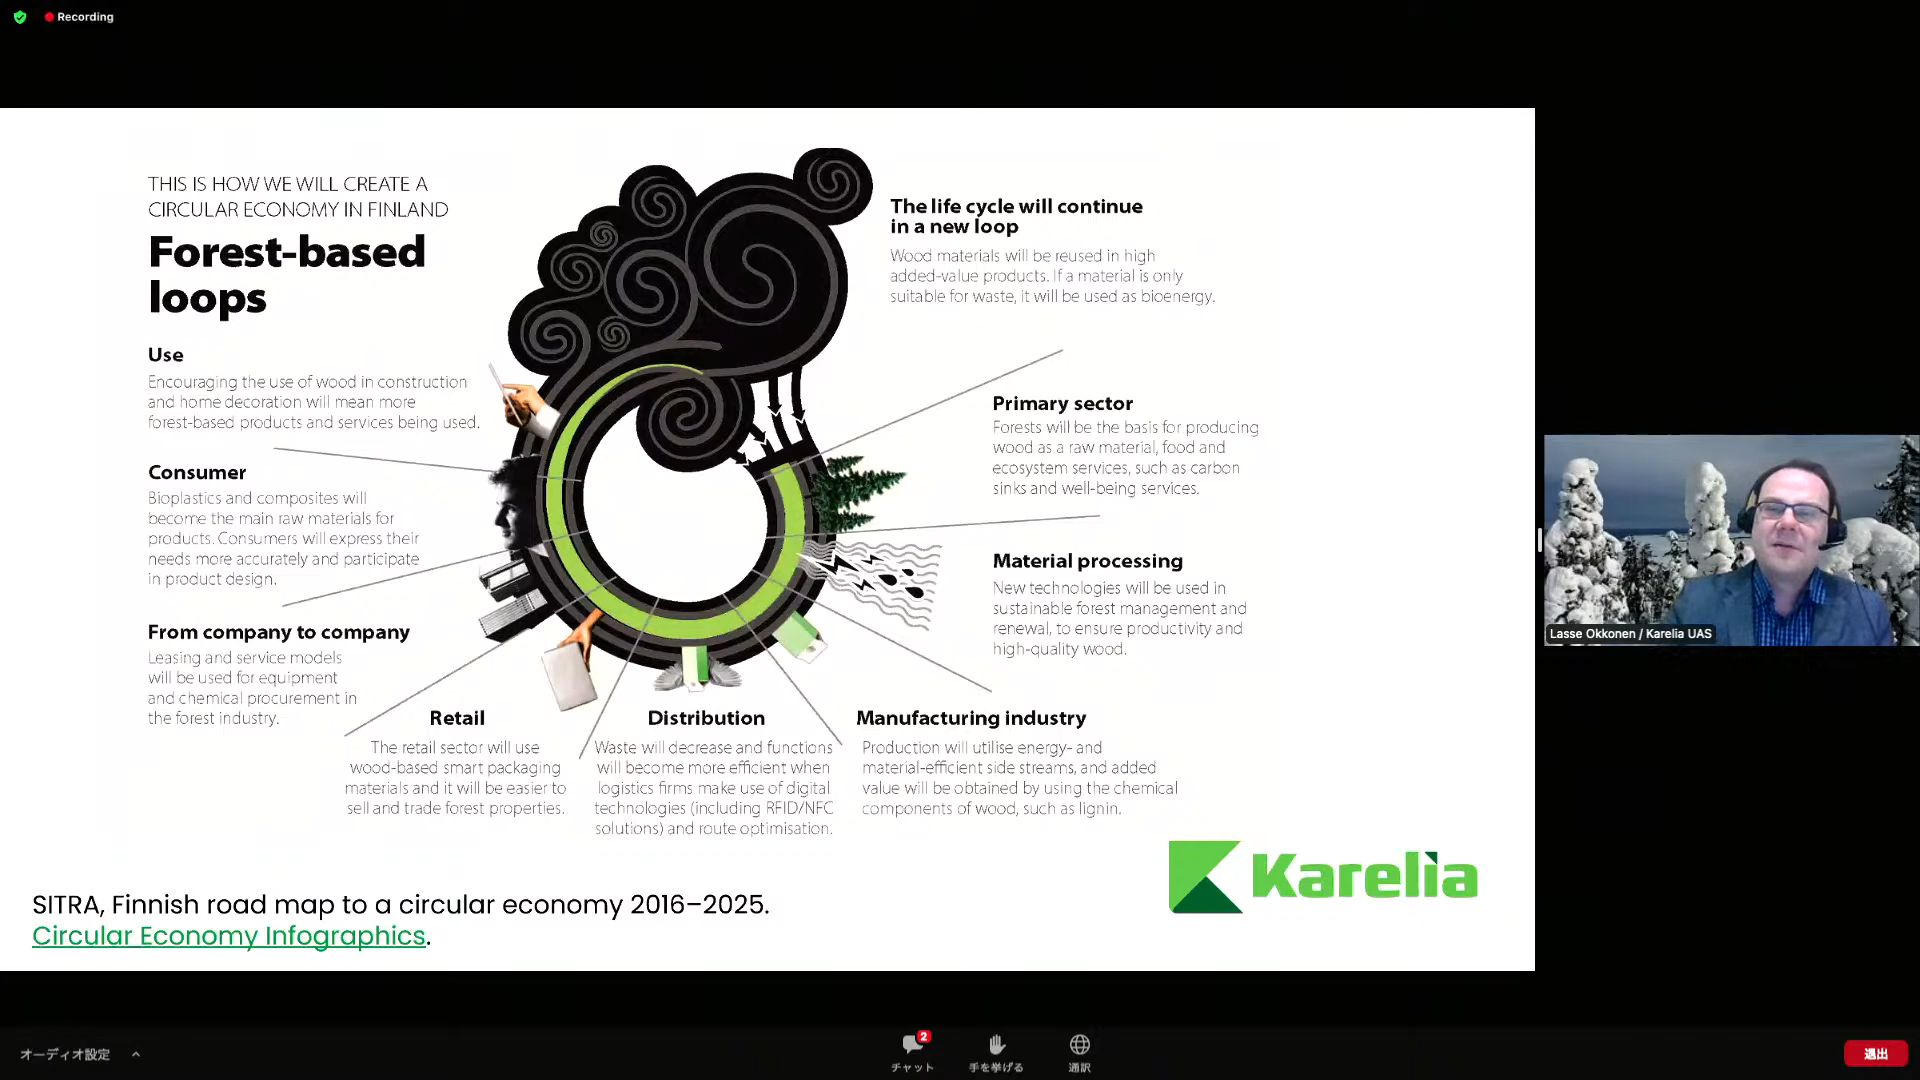 Recording
THIS IS HOW WE WILL CREATE A
CIRCULAR ECONOMY IN FINLAND
Forest-based
loops
Use
Encouraging the use of wood in construction
and home decoration will mean more
forest-based products and services being used.
Consumer
Bioplastics and composites will
become the main raw materials for
products. Consumers will express their
needs more accurately and participate
in product design.
From company to company
Leasing and service models
will be used for equipment
and chemical procurement in
the forest industry.
Retail
The retail sector will use
wood-based smart packaging
materials and it will be easier to
sell and trade forest properties.
Distribution
Waste will decrease and functions
will become more efficient when
logistics firms make use of digital
technologies (including RFID/NFC
solutions) and route optimisation.
Manufacturing industry
Production will utilise energy- and
material-efficient side streams, and added
value will be obtained by using the chemical
components of wood, such as lignin.
Material processing
New technologies will be used in
sustainable forest management and
renewal, to ensure productivity and
high-quality wood.
Primary sector
Forests will be the basis for producing
wood as a raw material, food and
ecosystem services, such as carbon
sinks and well-being services.
The life cycle will continue
in a new loop
Wood materials will be reused in high
added-value products. If a material is only
suitable for waste, it will be used as bioenergy.
Karelia
SITRA, Finnish road map to a circular economy 2016–2025.
Circular Economy Infographics.
Lasse Okkonen / Karelia UAS
オーディオ設定
2
チャット
手を挙げる
通訳
退出